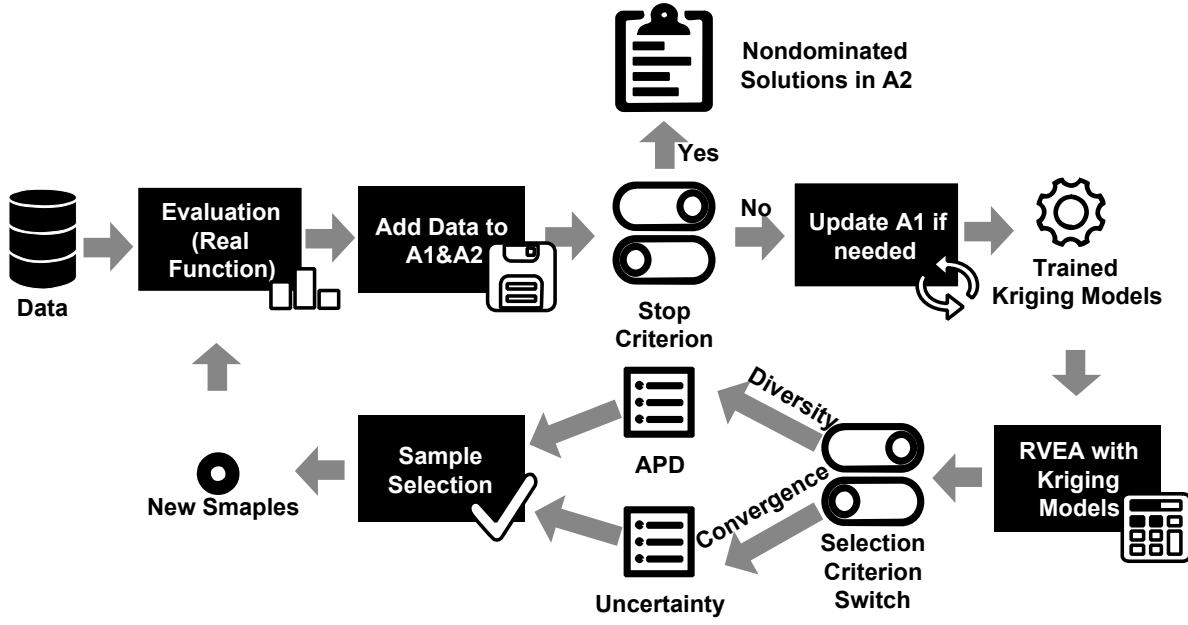 Nondominated
Solutions in A2
Yes
Data
Evaluation
(Real
Function)
Add Data to
A1&A2
Stop
Criterion
No
Update A1 if
needed
Trained
Kriging Models
RVEA with
Kriging
Models
Selection
Criterion
Switch
Diversity
Convergence
APD
Uncertainty
Sample
Selection
New Smaples